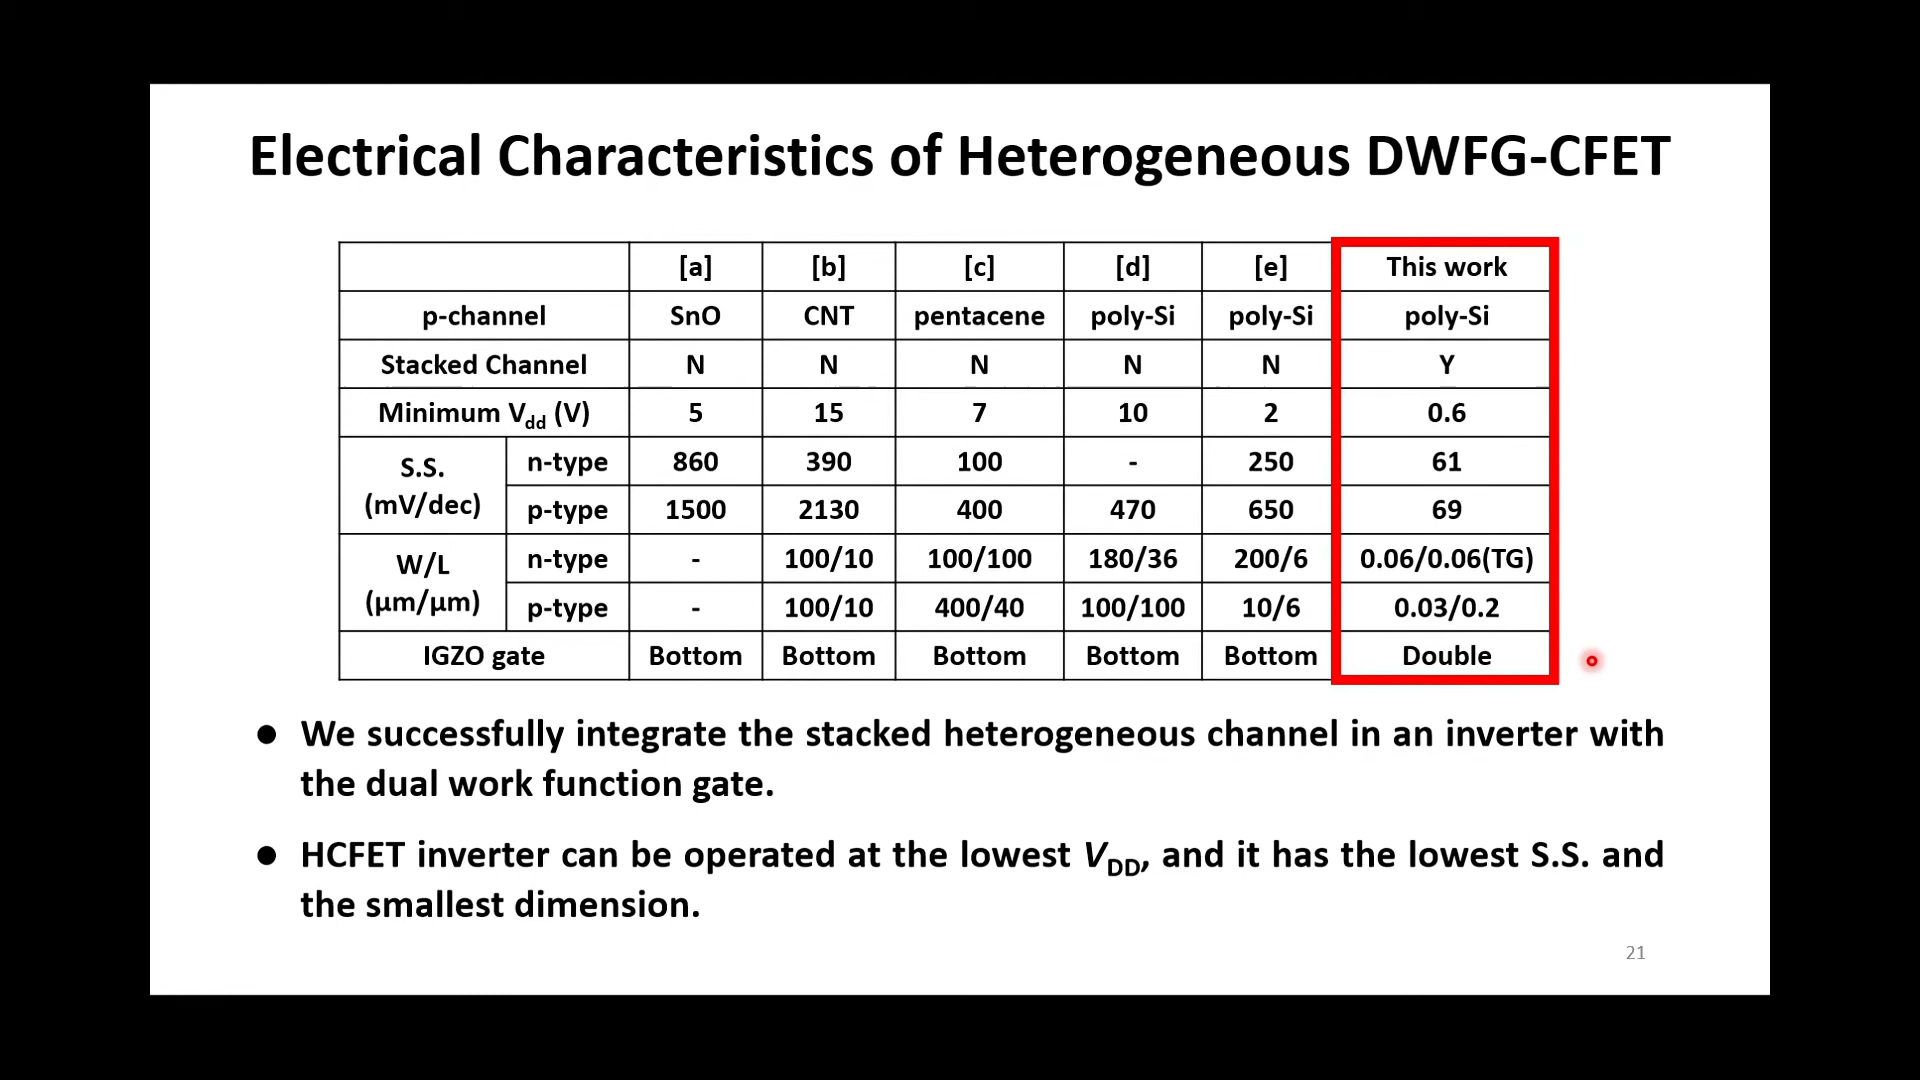 Electrical Characteristics of Heterogeneous DWFG-CFET
[a] [b] [c] [d] [e] This work
p-channel SnO CNT pentacene poly-Si poly-Si poly-Si
Stacked Channel N N N N N Y
Minimum Vdd (V) 5 15 7 10 2 0.6
S.S. (mV/dec) n-type 860 390 100 - 250 61
p-type 1500 2130 400 470 650 69
W/L (μm/μm) n-type - 100/10 100/100 180/36 200/6 0.06/0.06(TG)
p-type - 100/10 400/40 100/100 10/6 0.03/0.2
IGZO gate Bottom Bottom Bottom Bottom Bottom Double
● We successfully integrate the stacked heterogeneous channel in an inverter with
the dual work function gate.
● HCFET inverter can be operated at the lowest VDD, and it has the lowest S.S. and
the smallest dimension.
21